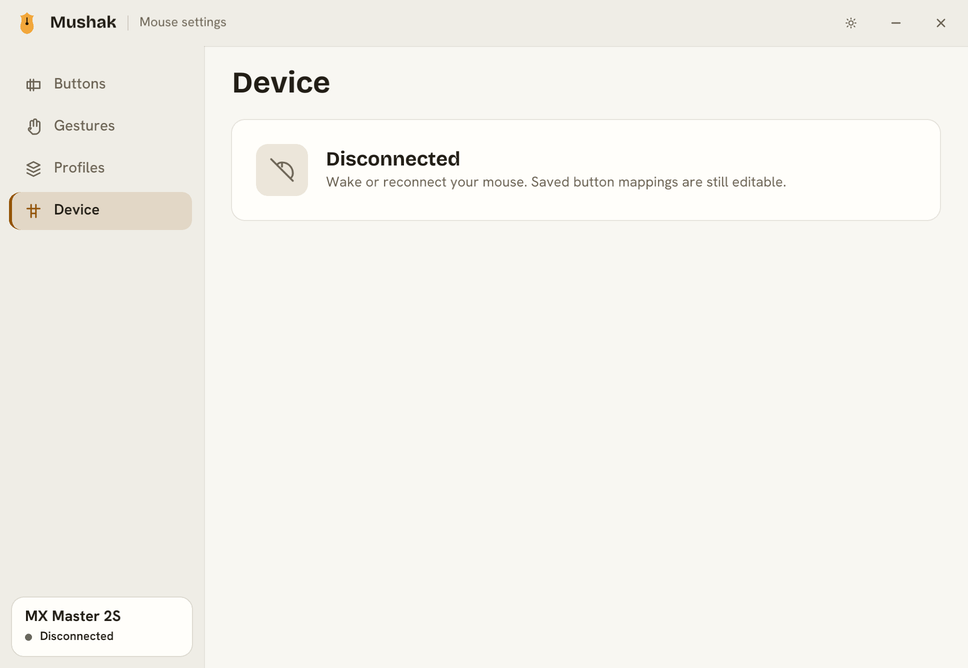 Mushak
Mouse settings
Buttons
Gestures
Profiles
Device
Device
Disconnected
Wake or reconnect your mouse. Saved button mappings are still editable.
MX Master 2S
Disconnected